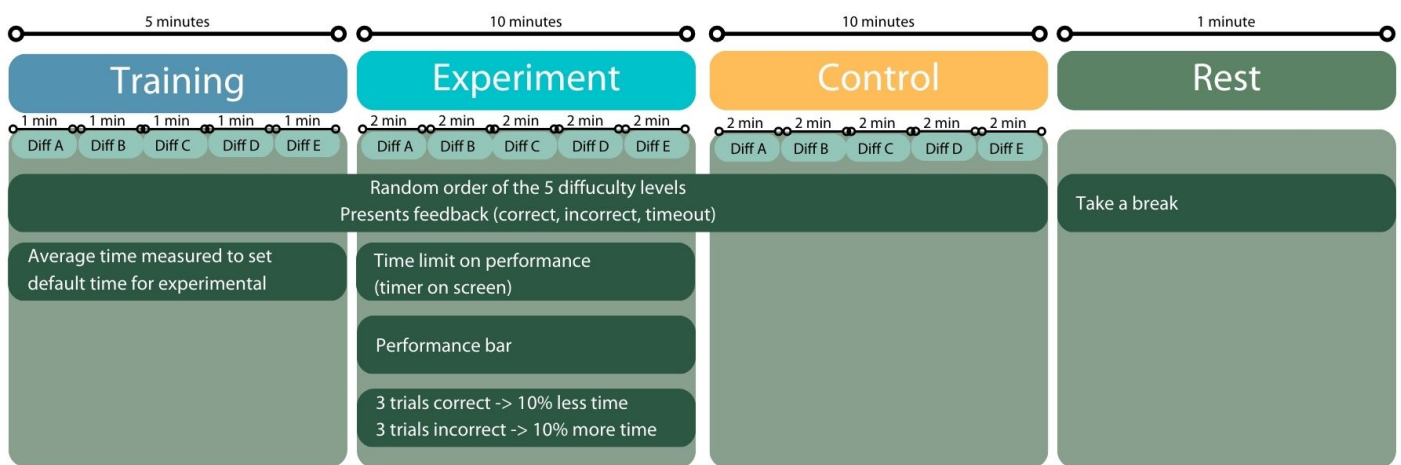 5 minutes
10 minutes
10 minutes
1 minute
Training
Experiment
Control
Rest
1 min 1 min 1 min 1 min 1 min
2 min 2 min 2 min 2 min 2 min
2 min 2 min 2 min 2 min 2 min
Diff A Diff B Diff C Diff D Diff E
Diff A Diff B Diff C Diff D Diff E
Diff A Diff B Diff C Diff D Diff E
Random order of the 5 diffuculty levels
Presents feedback (correct, incorrect, timeout)
Take a break
Average time measured to set
default time for experimental
Time limit on performance
(timer on screen)
Performance bar
3 trials correct -> 10% less time
3 trials incorrect -> 10% more time